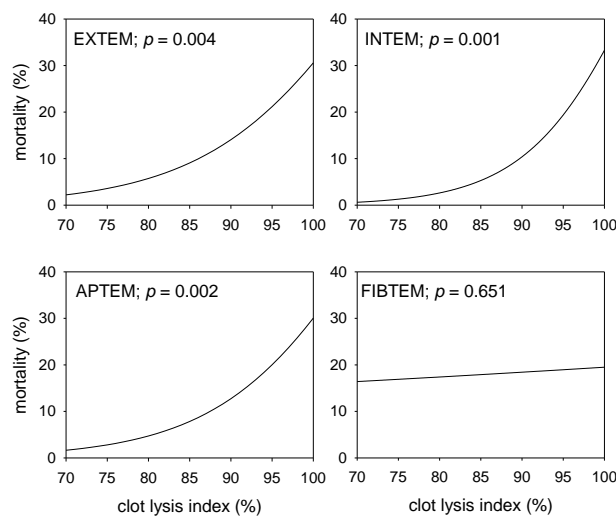 EXTEM; p = 0.004
INTEM; p = 0.001
mortality (%)
40
30
20
10
0
70 75 80 85 90 95 100
40
30
20
10
0
70 75 80 85 90 95 100
APTEM; p = 0.002
FIBTEM; p = 0.651
mortality (%)
40
30
20
10
0
70 75 80 85 90 95 100
clot lysis index (%)
40
30
20
10
0
70 75 80 85 90 95 100
clot lysis index (%)